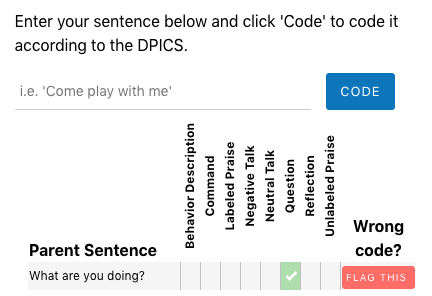 Enter your sentence below and click 'Code' to code it
according to the DPICS.
i.e. 'Come play with me'
CODE
Behavior Description
Command
Labeled Praise
Negative Talk
Neutral Talk
Question
Reflection
Unlabeled Praise
Parent Sentence
Wrong
code?
What are you doing?
FLAG THIS